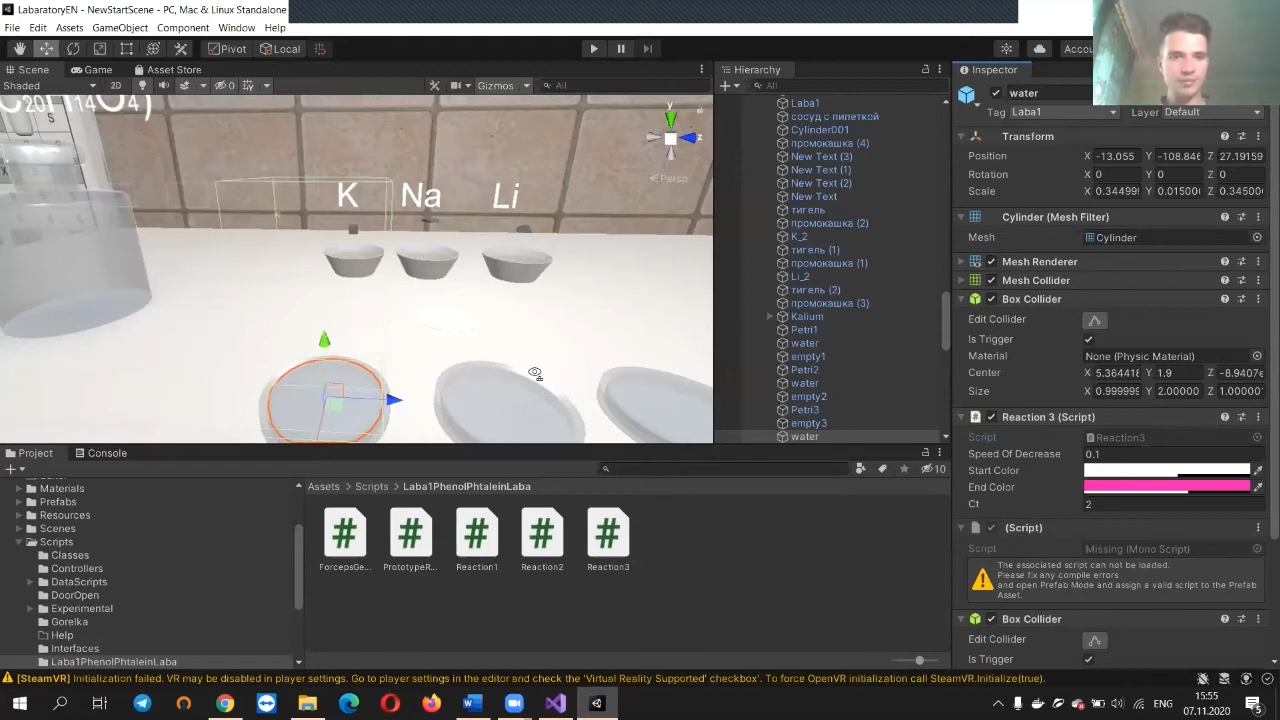 LabaratoryEN - NewStartScene - PC, Mac & Linux Standalone
File Edit Assets GameObject Component Window Help
Pivot Local
Accou
Scene Game Asset Store
Shaded 2D 0 Gizmos All
C20H14O4)
S
K Na Li
y
z
Persp
Hierarchy
All
Laba1
сосуд с пипеткой
Cylinder001
промокашка (4)
New Text (3)
New Text (1)
New Text (2)
New Text
тигель
промокашка (2)
K_2
тигель (1)
промокашка (1)
Li_2
тигель (2)
промокашка (3)
Kalium
Petri1
water
empty1
Petri2
water
empty2
Petri3
empty3
water
Inspector
water
Tag Laba1 Layer Default
Transform
Position X -13.055 Y -108.846 Z 27.19159
Rotation X 0 Y 0 Z 0
Scale X 0.344999 Y 0.01500 Z 0.34500
Cylinder (Mesh Filter)
Mesh Cylinder
Mesh Renderer
Mesh Collider
Box Collider
Edit Collider
Is Trigger
Material None (Physic Material)
Center X 5.364418 Y 1.9 Z -8.9407e
Size X 0.999999 Y 2.00000 Z 1.00000
Reaction 3 (Script)
Script Reaction3
Speed Of Decrease 0.1
Start Color
End Color
Ct 2
(Script)
Script Missing (Mono Script)
The associated script can not be loaded.
Please fix any compile errors
and open Prefab Mode and assign a valid script to the Prefab
Asset.
Box Collider
Edit Collider
Is Trigger
Project Console
10
Materials
Prefabs
Resources
Scenes
Scripts
Classes
Controllers
DataScripts
DoorOpen
Experimental
Gorelka
Help
Interfaces
Laba1PhenolPhtaleinLaba
Assets Scripts Laba1PhenolPhtaleinLaba
ForcepsGe... PrototypeR... Reaction1 Reaction2 Reaction3
[SteamVR] Initialization failed. VR may be disabled in player settings. Go to player settings in the editor and check the 'Virtual Reality Supported' checkbox.' To force OpenVR initialization call SteamVR.Initialize(true).
ENG
15:55
07.11.2020
5